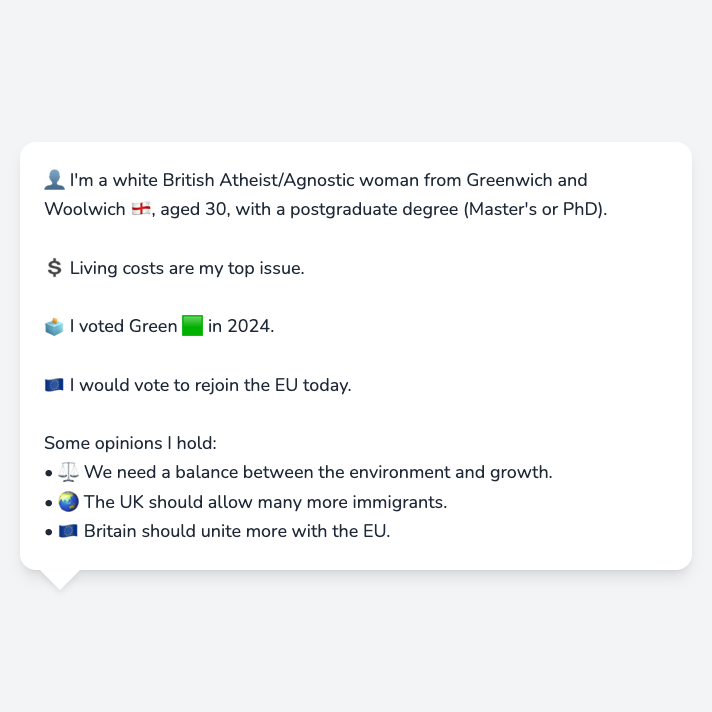 👤 I'm a white British Atheist/Agnostic woman from Greenwich and
Woolwich 🏴󠁧󠁢󠁥󠁮󠁧󠁿, aged 30, with a postgraduate degree (Master's or PhD).
💲 Living costs are my top issue.
🗳️ I voted Green 🟩 in 2024.
🇪🇺 I would vote to rejoin the EU today.
Some opinions I hold:
• ⚖️ We need a balance between the environment and growth.
• 🌏 The UK should allow many more immigrants.
• 🇪🇺 Britain should unite more with the EU.